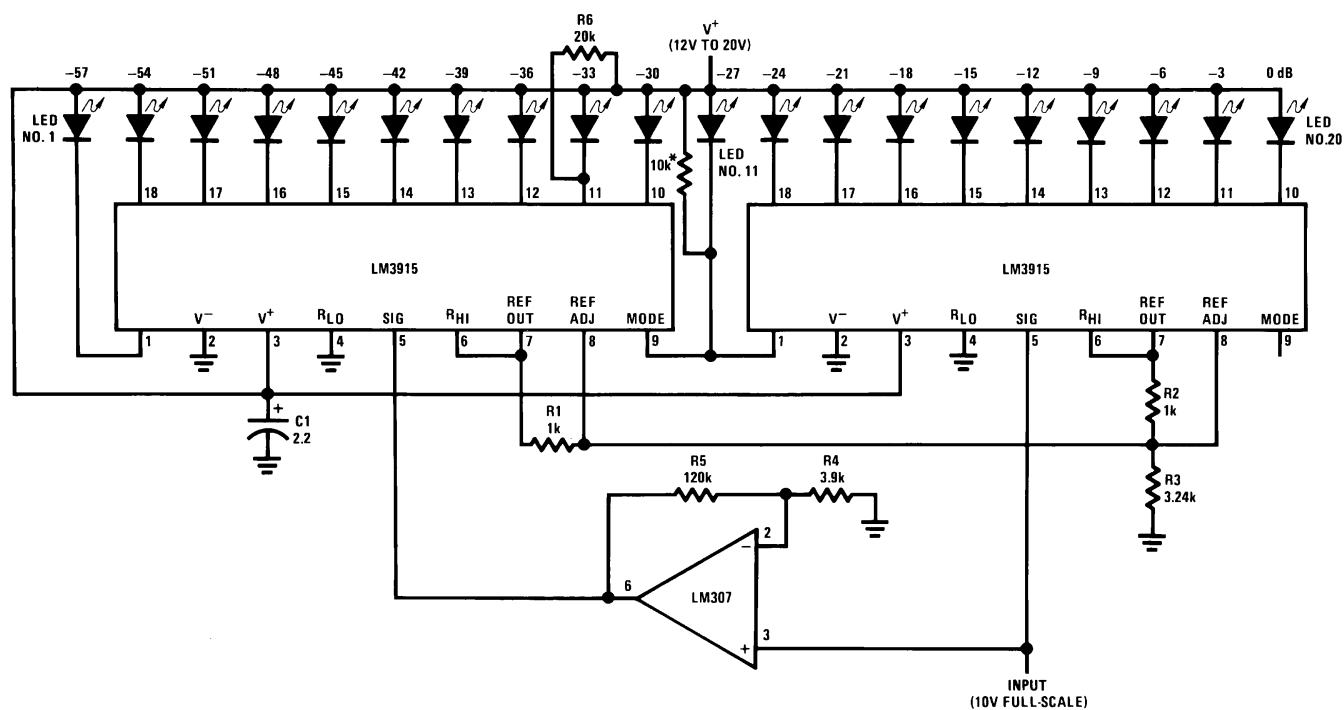 R6
20k
V+
(12V TO 20V)
−57 −54 −51 −48 −45 −42 −39 −36 −33 −30 −27 −24 −21 −18 −15 −12 −9 −6 −3 0 dB
LED
NO. 1
10k*
LED
NO. 11
LED
NO.20
18 17 16 15 14 13 12 11 10
18 17 16 15 14 13 12 11 10
LM3915
LM3915
V− V+ RLO SIG RHI REF OUT REF ADJ MODE
V− V+ RLO SIG RHI REF OUT REF ADJ MODE
1 2 3 4 5 6 7 8 9
1 2 3 4 5 6 7 8 9
+
C1
2.2
R1
1k
R2
1k
R5
120k
R4
3.9k
R3
3.24k
2
−
6
LM307
3
+
INPUT
(10V FULL-SCALE)